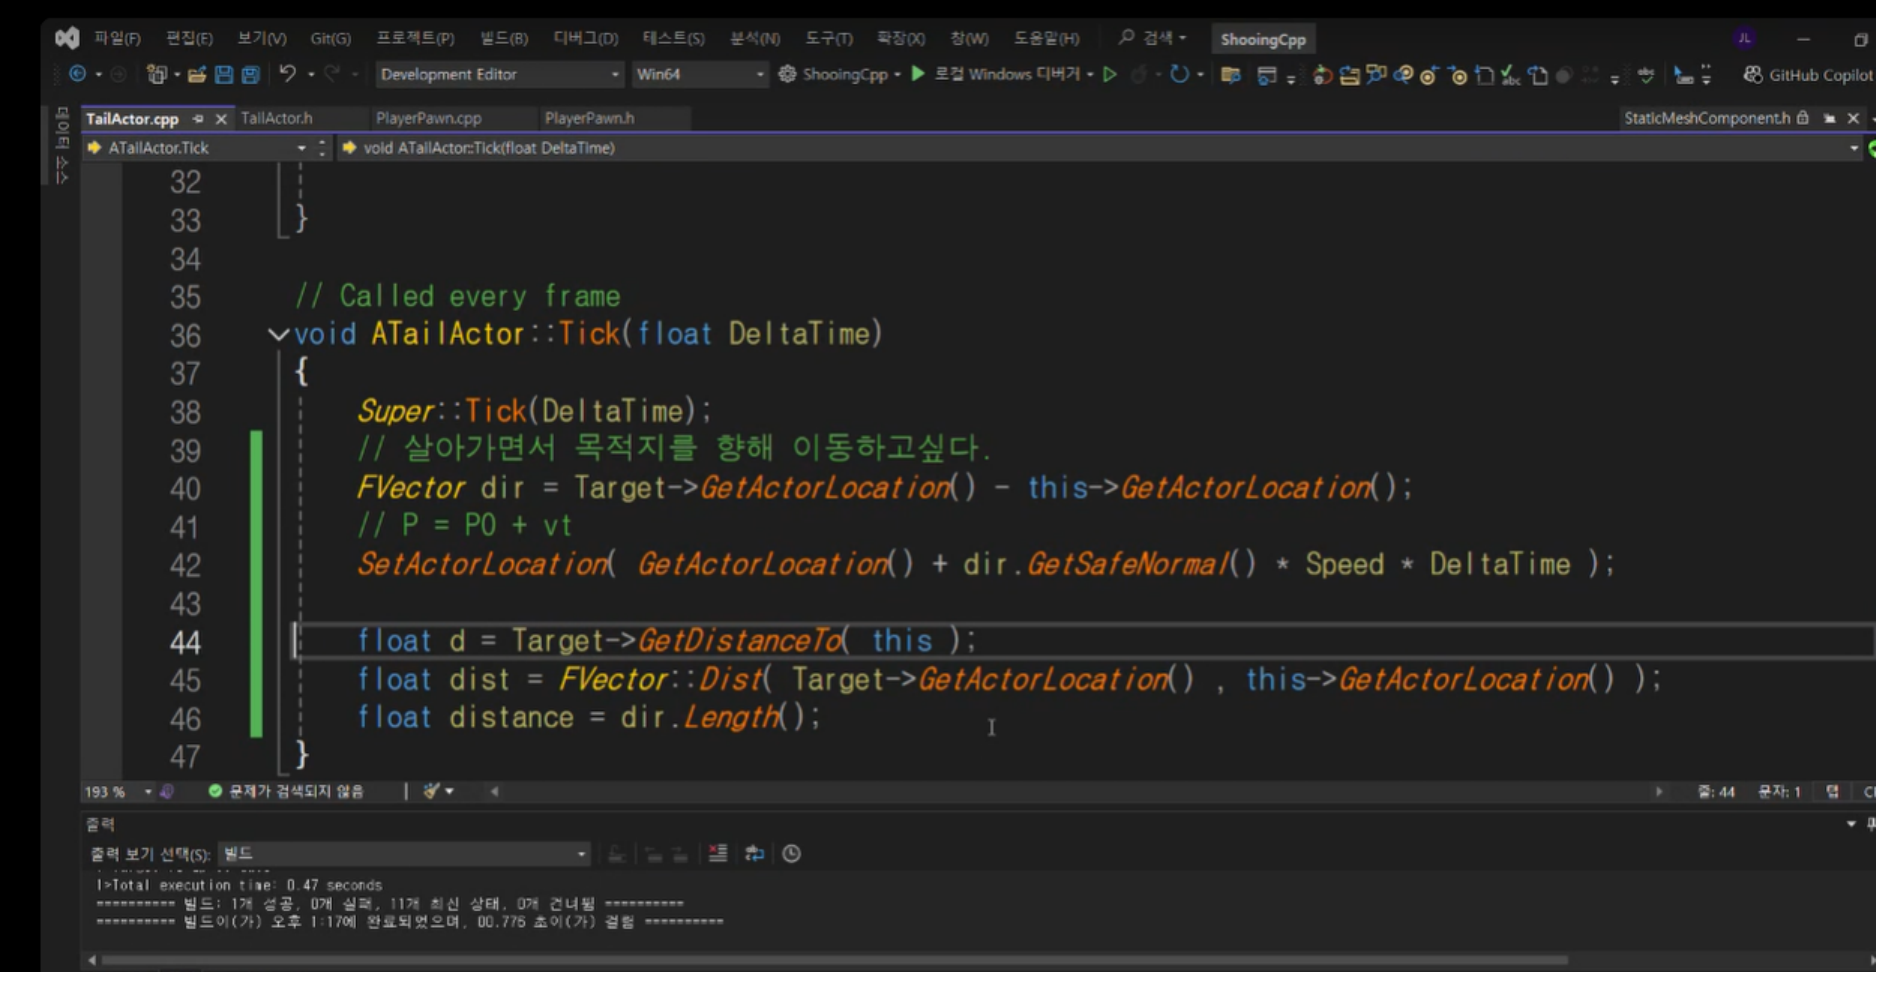 파일(F) 편집(E) 보기(V) Git(G) 프로젝트(P) 빌드(B) 디버그(D) 테스트(S) 분석(N) 도구(T) 확장(X) 창(W) 도움말(H) 검색 ShooingCpp JL
Development Editor Win64 ShooingCpp 로컬 Windows 디버거 GitHub Copilot
데이터 소스
TailActor.cpp TailActor.h PlayerPawn.cpp PlayerPawn.h StaticMeshComponent.h
ATailActor.Tick void ATailActor::Tick(float DeltaTime)
32
33 }
34
35 // Called every frame
36 void ATailActor::Tick(float DeltaTime)
37 {
38 Super::Tick(DeltaTime);
39 // 살아가면서 목적지를 향해 이동하고싶다.
40 FVector dir = Target->GetActorLocation() - this->GetActorLocation();
41 // P = P0 + vt
42 SetActorLocation( GetActorLocation() + dir.GetSafeNormal() * Speed * DeltaTime );
43
44 float d = Target->GetDistanceTo( this );
45 float dist = FVector::Dist( Target->GetActorLocation() , this->GetActorLocation() );
46 float distance = dir.Length();
47 }
193 % 문제가 검색되지 않음 줄: 44 문자: 1 탭
출력
출력 보기 선택(S): 빌드
1>Total execution time: 0.47 seconds
========== 빌드: 1개 성공, 0개 실패, 11개 최신 상태, 0개 건너뜀 ==========
========== 빌드이(가) 오후 1:17에 완료되었으며, 00.776 초이(가) 걸림 ==========